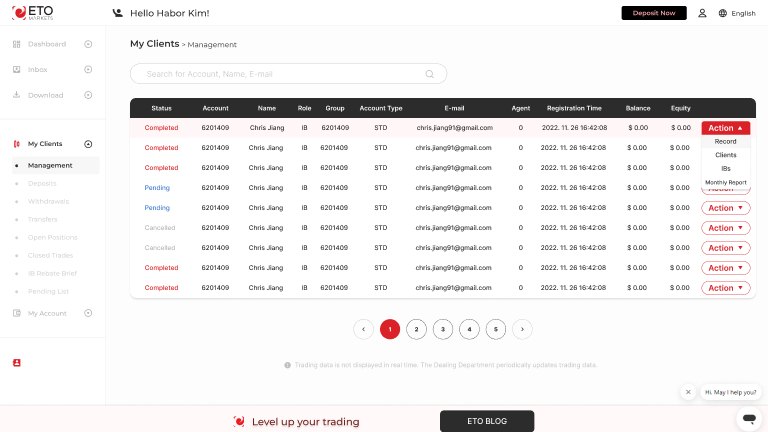 ETO MARKETS
Hello Habor Kim!
Deposit Now
English
Dashboard
Inbox
Download
My Clients
Management
Deposits
Withdrawals
Transfers
Open Positions
Closed Trades
IB Rebate Brief
Pending List
My Account
My Clients > Management
Search for Account, Name, E-mail
Status Account Name Role Group Account Type E-mail Agent Registration Time Balance Equity
Completed 6201409 Chris Jiang IB 6201409 STD chris.jiang91@gmail.com 0 2022. 11. 26 16:42:08 $ 0.00 $ 0.00 Action
Record
Clients
IBs
Monthly Report
Completed 6201409 Chris Jiang IB 6201409 STD chris.jiang91@gmail.com 0 2022. 11. 26 16:42:08 $ 0.00 $ 0.00
Completed 6201409 Chris Jiang IB 6201409 STD chris.jiang91@gmail.com 0 2022. 11. 26 16:42:08 $ 0.00 $ 0.00
Pending 6201409 Chris Jiang IB 6201409 STD chris.jiang91@gmail.com 0 2022. 11. 26 16:42:08 $ 0.00 $ 0.00 Action
Pending 6201409 Chris Jiang IB 6201409 STD chris.jiang91@gmail.com 0 2022. 11. 26 16:42:08 $ 0.00 $ 0.00 Action
Cancelled 6201409 Chris Jiang IB 6201409 STD chris.jiang91@gmail.com 0 2022. 11. 26 16:42:08 $ 0.00 $ 0.00 Action
Cancelled 6201409 Chris Jiang IB 6201409 STD chris.jiang91@gmail.com 0 2022. 11. 26 16:42:08 $ 0.00 $ 0.00 Action
Completed 6201409 Chris Jiang IB 6201409 STD chris.jiang91@gmail.com 0 2022. 11. 26 16:42:08 $ 0.00 $ 0.00 Action
Completed 6201409 Chris Jiang IB 6201409 STD chris.jiang91@gmail.com 0 2022. 11. 26 16:42:08 $ 0.00 $ 0.00 Action
< 1 2 3 4 5 >
Trading data is not displayed in real time. The Dealing Department periodically updates trading data.
Hi. May I help you?
Level up your trading
ETO BLOG